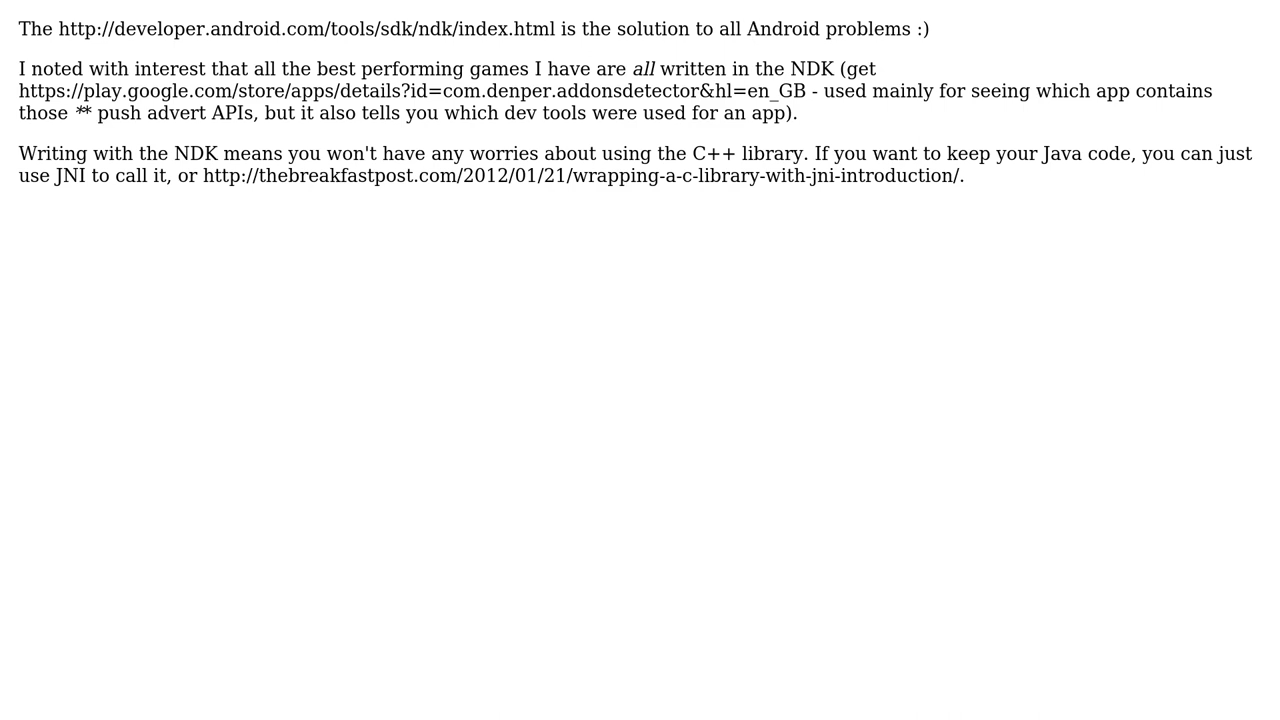 The http://developer.android.com/tools/sdk/ndk/index.html is the solution to all Android problems :)
I noted with interest that all the best performing games I have are all written in the NDK (get
https://play.google.com/store/apps/details?id=com.denper.addonsdetector&hl=en_GB - used mainly for seeing which app contains
those ** push advert APIs, but it also tells you which dev tools were used for an app).
Writing with the NDK means you won't have any worries about using the C++ library. If you want to keep your Java code, you can just
use JNI to call it, or http://thebreakfastpost.com/2012/01/21/wrapping-a-c-library-with-jni-introduction/.